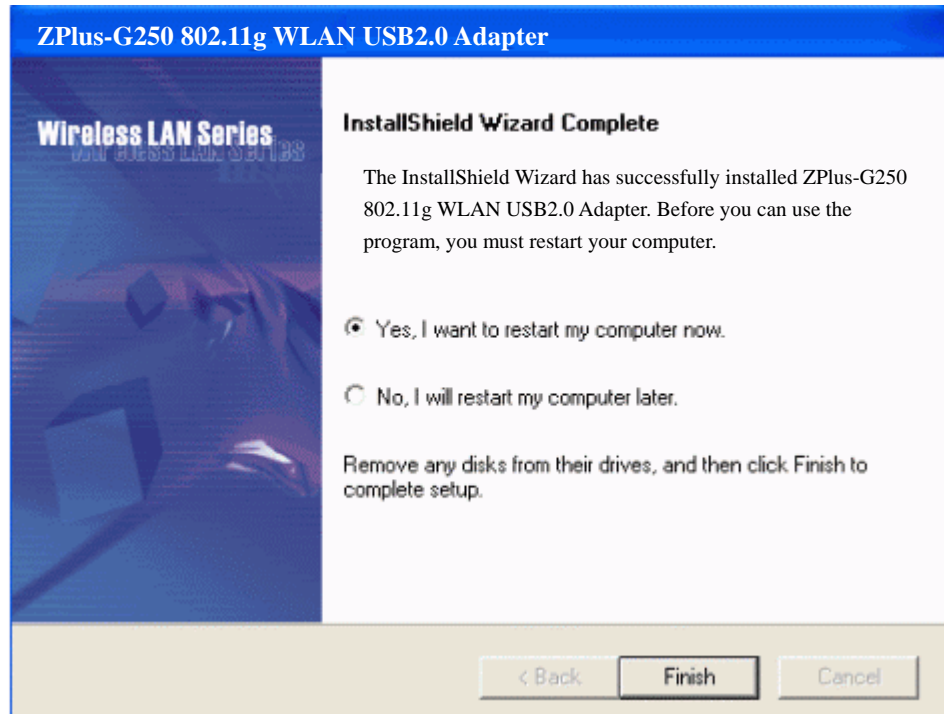 ZPlus-G250 802.11g WLAN USB2.0 Adapter
Wireless LAN Series
InstallShield Wizard Complete
The InstallShield Wizard has successfully installed ZPlus-G250
802.11g WLAN USB2.0 Adapter. Before you can use the
program, you must restart your computer.
Yes, I want to restart my computer now.
No, I will restart my computer later.
Remove any disks from their drives, and then click Finish to
complete setup.
< Back
Finish
Cancel